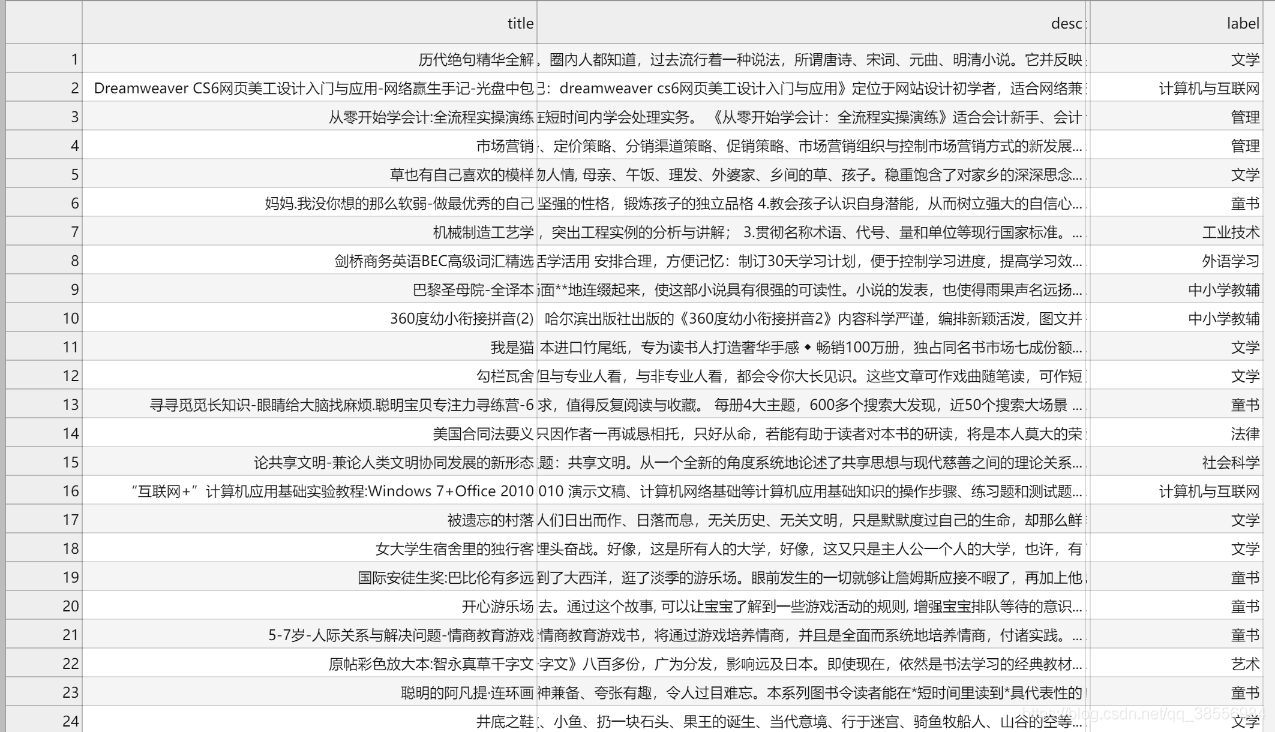 title desc label
1 历代绝句精华全解 。圈内人都知道，过去流行着一种说法，所谓唐诗、宋词、元曲、明清小说。它并反映 文学
2 Dreamweaver CS6网页美工设计入门与应用-网络赢生手记-光盘中包 ：dreamweaver cs6网页美工设计入门与应用》定位于网站设计初学者，适合网络兼 计算机与互联网
3 从零开始学会计:全流程实操演练 在短时间内学会处理实务。 《从零开始学会计：全流程实操演练》适合会计新手、会计 管理
4 市场营销 、定价策略、分销渠道策略、促销策略、市场营销组织与控制市场营销方式的新发展... 管理
5 草也有自己喜欢的模样 物人情, 母亲、午饭、理发、外婆家、乡间的草、孩子。稳重饱含了对家乡的深深思念... 文学
6 妈妈.我没你想的那么软弱-做最优秀的自己 坚强的性格，锻炼孩子的独立品格 4.教会孩子认识自身潜能，从而树立强大的自信心... 童书
7 机械制造工艺学 ，突出工程实例的分析与讲解； 3.贯彻名称术语、代号、量和单位等现行国家标准。... 工业技术
8 剑桥商务英语BEC高级词汇精选 活学活用 安排合理，方便记忆：制订30天学习计划，便于控制学习进度，提高学习效... 外语学习
9 巴黎圣母院-全译本 面**地连缀起来，使这部小说具有很强的可读性。小说的发表，也使得雨果声名远扬... 中小学教辅
10 360度幼小衔接拼音(2) 哈尔滨出版社出版的《360度幼小衔接拼音2》内容科学严谨，编排新颖活泼，图文并 中小学教辅
11 我是猫 本进口竹尾纸，专为读书人打造奢华手感 ◆ 畅销100万册，独占同名书市场七成份额... 文学
12 勾栏瓦舍 但与专业人看，与非专业人看，都会令你大长见识。这些文章可作戏曲随笔读，可作短 文学
13 寻寻觅觅长知识-眼睛给大脑找麻烦.聪明宝贝专注力寻练营-6 求，值得反复阅读与收藏。 每册4大主题，600多个搜索大发现，近50个搜索大场景 ... 童书
14 美国合同法要义 只因作者一再诚恳相托，只好从命，若能有助于读者对本书的研读，将是本人莫大的荣 法律
15 论共享文明-兼论人类文明协同发展的新形态 题：共享文明。从一个全新的角度系统地论述了共享思想与现代慈善之间的理论关系... 社会科学
16 “互联网+”计算机应用基础实验教程:Windows 7+Office 2010 010 演示文稿、计算机网络基础等计算机应用基础知识的操作步骤、练习题和测试题... 计算机与互联网
17 被遗忘的村落 人们日出而作、日落而息，无关历史、无关文明，只是默默度过自己的生命，却那么鲜 文学
18 女大学生宿舍里的独行客 埋头奋战。好像，这是所有人的大学，好像，这又只是主人公一个人的大学，也许，有 文学
19 国际安徒生奖:巴比伦有多远 到了大西洋，逛了淡季的游乐场。眼前发生的一切就够让詹姆斯应接不暇了，再加上他 童书
20 开心游乐场 去。通过这个故事, 可以让宝宝了解到一些游戏活动的规则, 增强宝宝排队等待的意识... 童书
21 5-7岁-人际关系与解决问题-情商教育游戏 情商教育游戏书，将通过游戏培养情商，并且是全面而系统地培养情商，付诸实践。... 童书
22 原帖彩色放大本:智永真草千字文 字文》八百多份，广为分发，影响远及日本。即使现在，依然是书法学习的经典教材... 艺术
23 聪明的阿凡提·连环画 神兼备、夸张有趣，令人过目难忘。本系列图书令读者能在*短时间里读到*具代表性的 童书
24 井底之鞋 、小鱼、扔一块石头、果王的诞生、当代意境、行于迷宫、骑鱼牧船人、山谷的空等... 文学